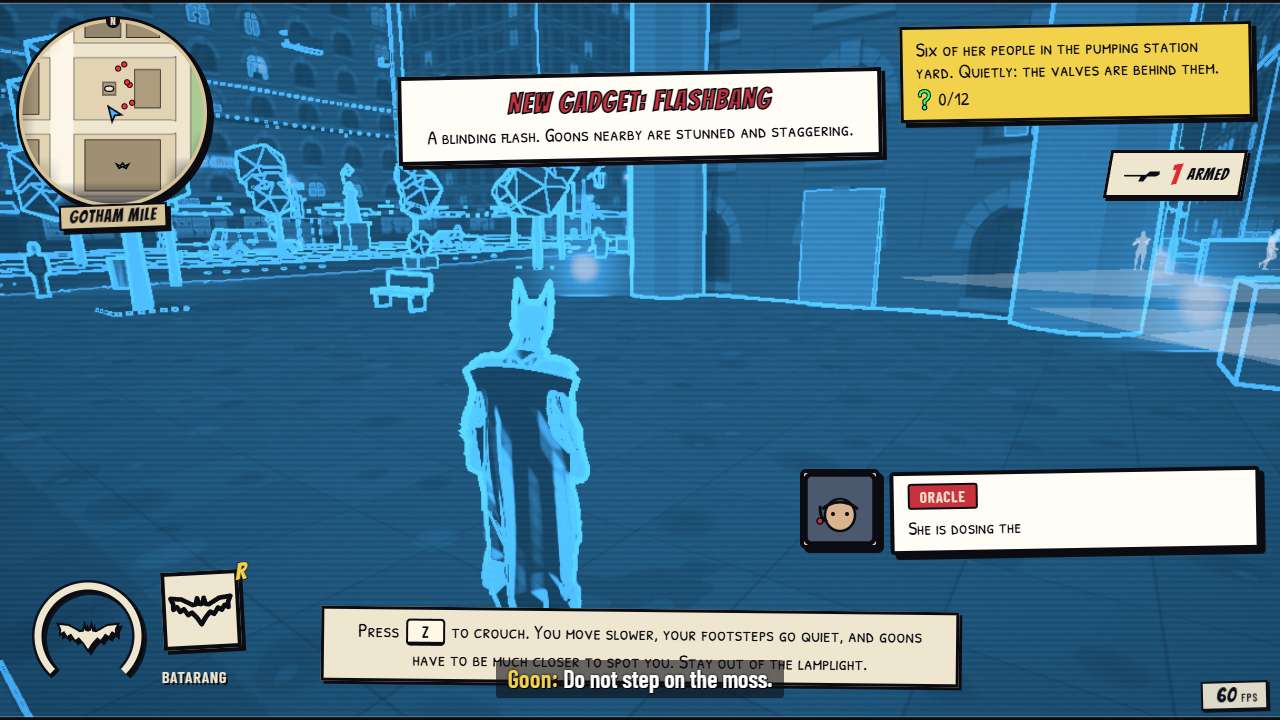 N
GOTHAM MILE
NEW GADGET: FLASHBANG
A BLINDING FLASH. GOONS NEARBY ARE STUNNED AND STAGGERING.
SIX OF HER PEOPLE IN THE PUMPING STATION
YARD. QUIETLY: THE VALVES ARE BEHIND THEM.
? 0/12
1 ARMED
ORACLE
SHE IS DOSING THE
R
BATARANG
PRESS Z TO CROUCH. YOU MOVE SLOWER, YOUR FOOTSTEPS GO QUIET, AND GOONS
HAVE TO BE MUCH CLOSER TO SPOT YOU. STAY OUT OF THE LAMPLIGHT.
Goon: Do not step on the moss.
60 FPS